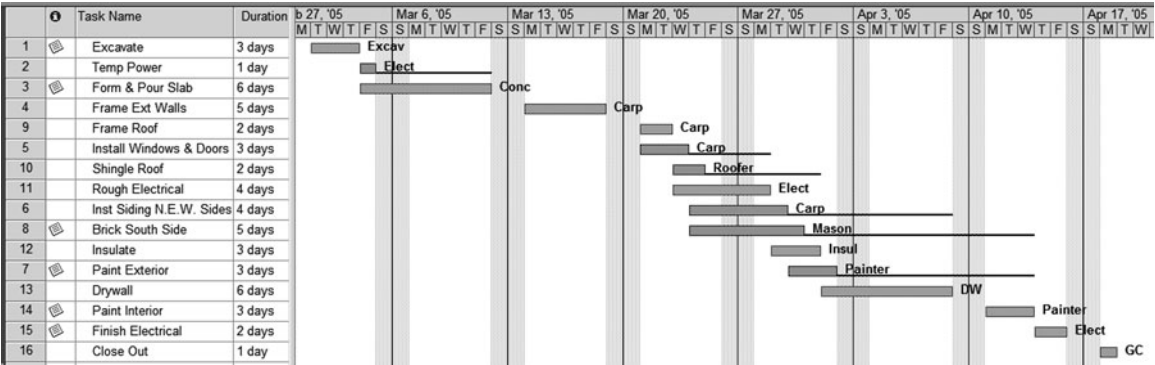 Task Name Duration b 27, '05 Mar 6, '05 Mar 13, '05 Mar 20, '05 Mar 27, '05 Apr 3, '05 Apr 10, '05 Apr 17, '05
M T W T F S S M T W T F S S M T W T F S S M T W T F S S M T W T F S S M T W T F S S M T W T F S S M T W
1 Excavate 3 days Excav
2 Temp Power 1 day Elect
3 Form & Pour Slab 6 days Conc
4 Frame Ext Walls 5 days Carp
9 Frame Roof 2 days Carp
5 Install Windows & Doors 3 days Carp
10 Shingle Roof 2 days Roofer
11 Rough Electrical 4 days Elect
6 Inst Siding N.E.W. Sides 4 days Carp
8 Brick South Side 5 days Mason
12 Insulate 3 days Insul
7 Paint Exterior 3 days Painter
13 Drywall 6 days DW
14 Paint Interior 3 days Painter
15 Finish Electrical 2 days Elect
16 Close Out 1 day GC